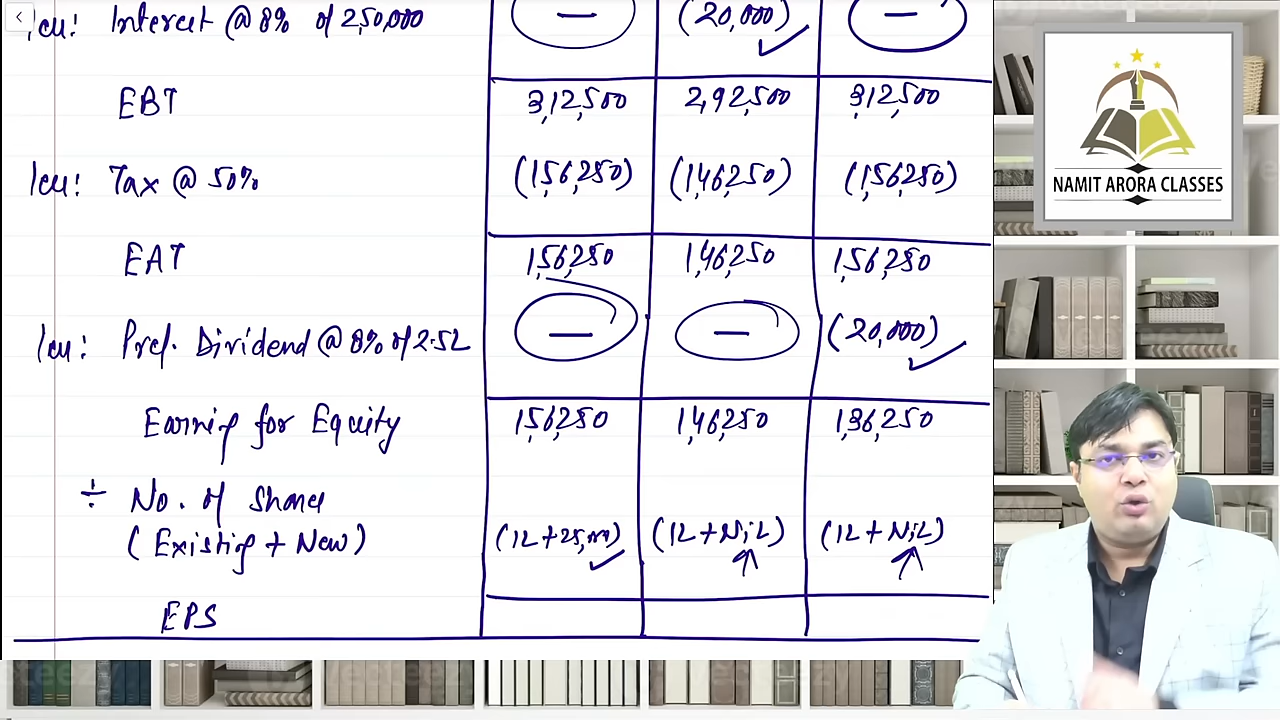 less: Interest @ 8% of 2,50,000 — (20,000) —
EBT 3,12,500 2,92,500 3,12,500
less: Tax @ 50% (1,56,250) (1,46,250) (1,56,250)
EAT 1,56,250 1,46,250 1,56,250
less: Pref. Dividend @ 8% of 2.5L — — (20,000)
Earning for Equity 1,56,250 1,46,250 1,36,250
÷ No. of Shares
(Existing + New) (1L + 25,000) (1L + NiL) (1L + NiL)
EPS
NAMIT ARORA CLASSES